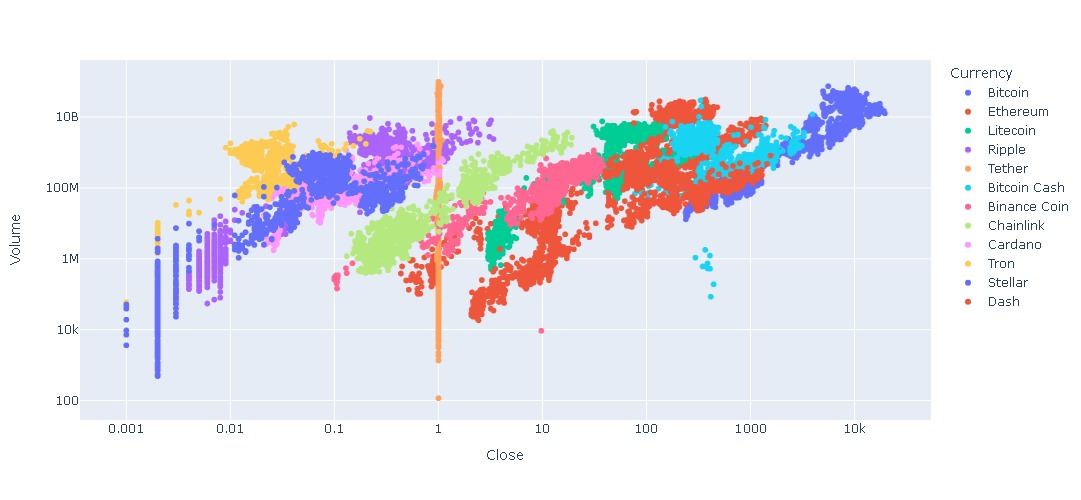 Currency
Bitcoin
Ethereum
Litecoin
Ripple
Tether
Bitcoin Cash
Binance Coin
Chainlink
Cardano
Tron
Stellar
Dash
Volume
10B
100M
1M
10k
100
0.001 0.01 0.1 1 10 100 1000 10k
Close